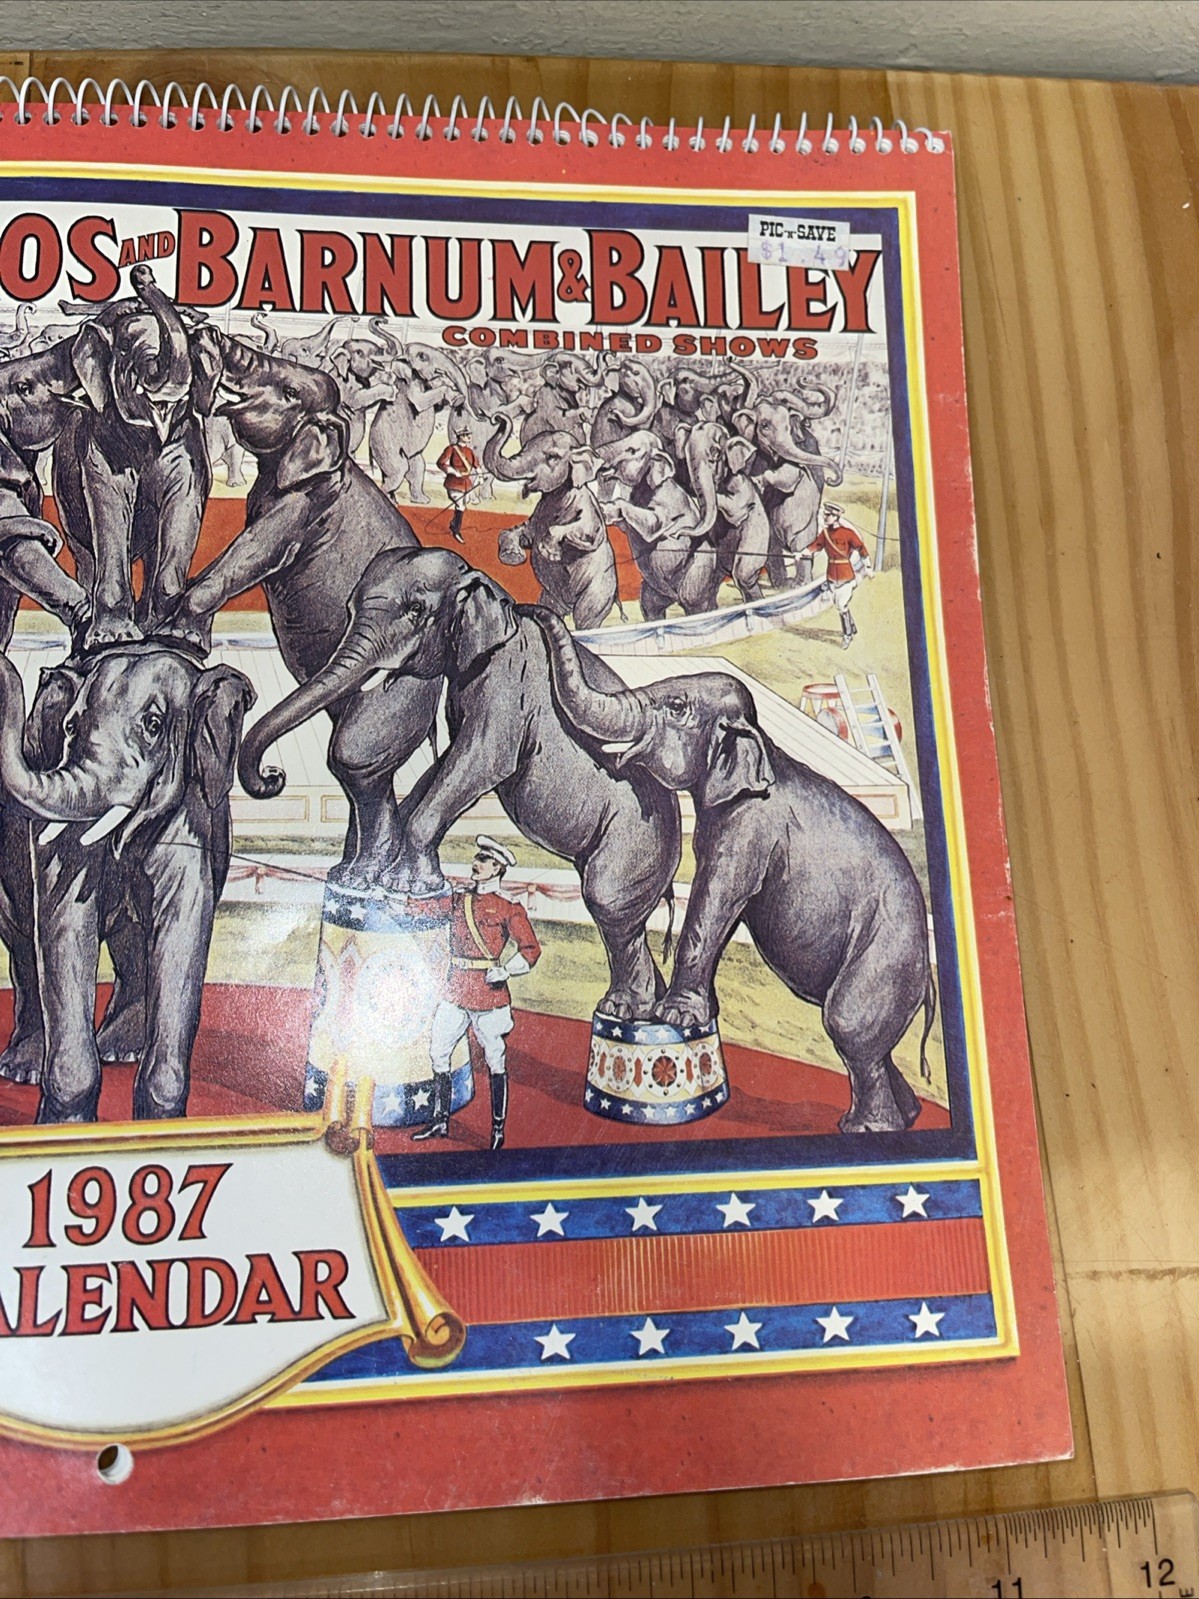 OS AND BARNUM & BAILEY
PIC-N-SAVE
$1.49
COMBINED SHOWS
1987
ALENDAR
11
12